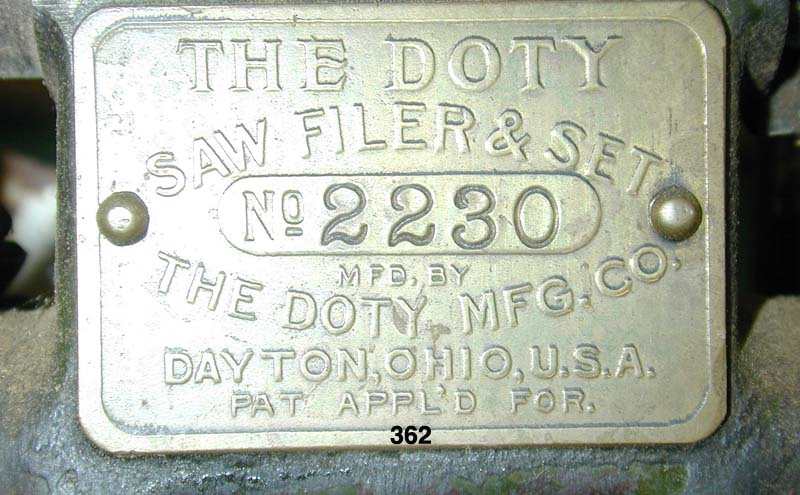 THE DOTY
SAW FILER & SET
No 2230
MFD. BY
THE DOTY MFG. CO.
DAYTON, OHIO, U.S.A.
PAT APPL'D FOR.
362